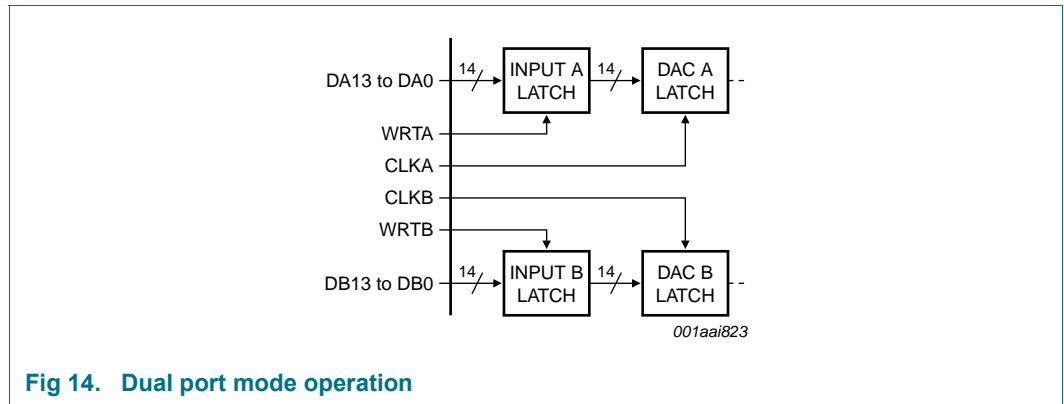 DA13 to DA0
14
INPUT A
LATCH
14
DAC A
LATCH
WRTA
CLKA
CLKB
WRTB
DB13 to DB0
14
INPUT B
LATCH
14
DAC B
LATCH
001aai823
Fig 14. Dual port mode operation